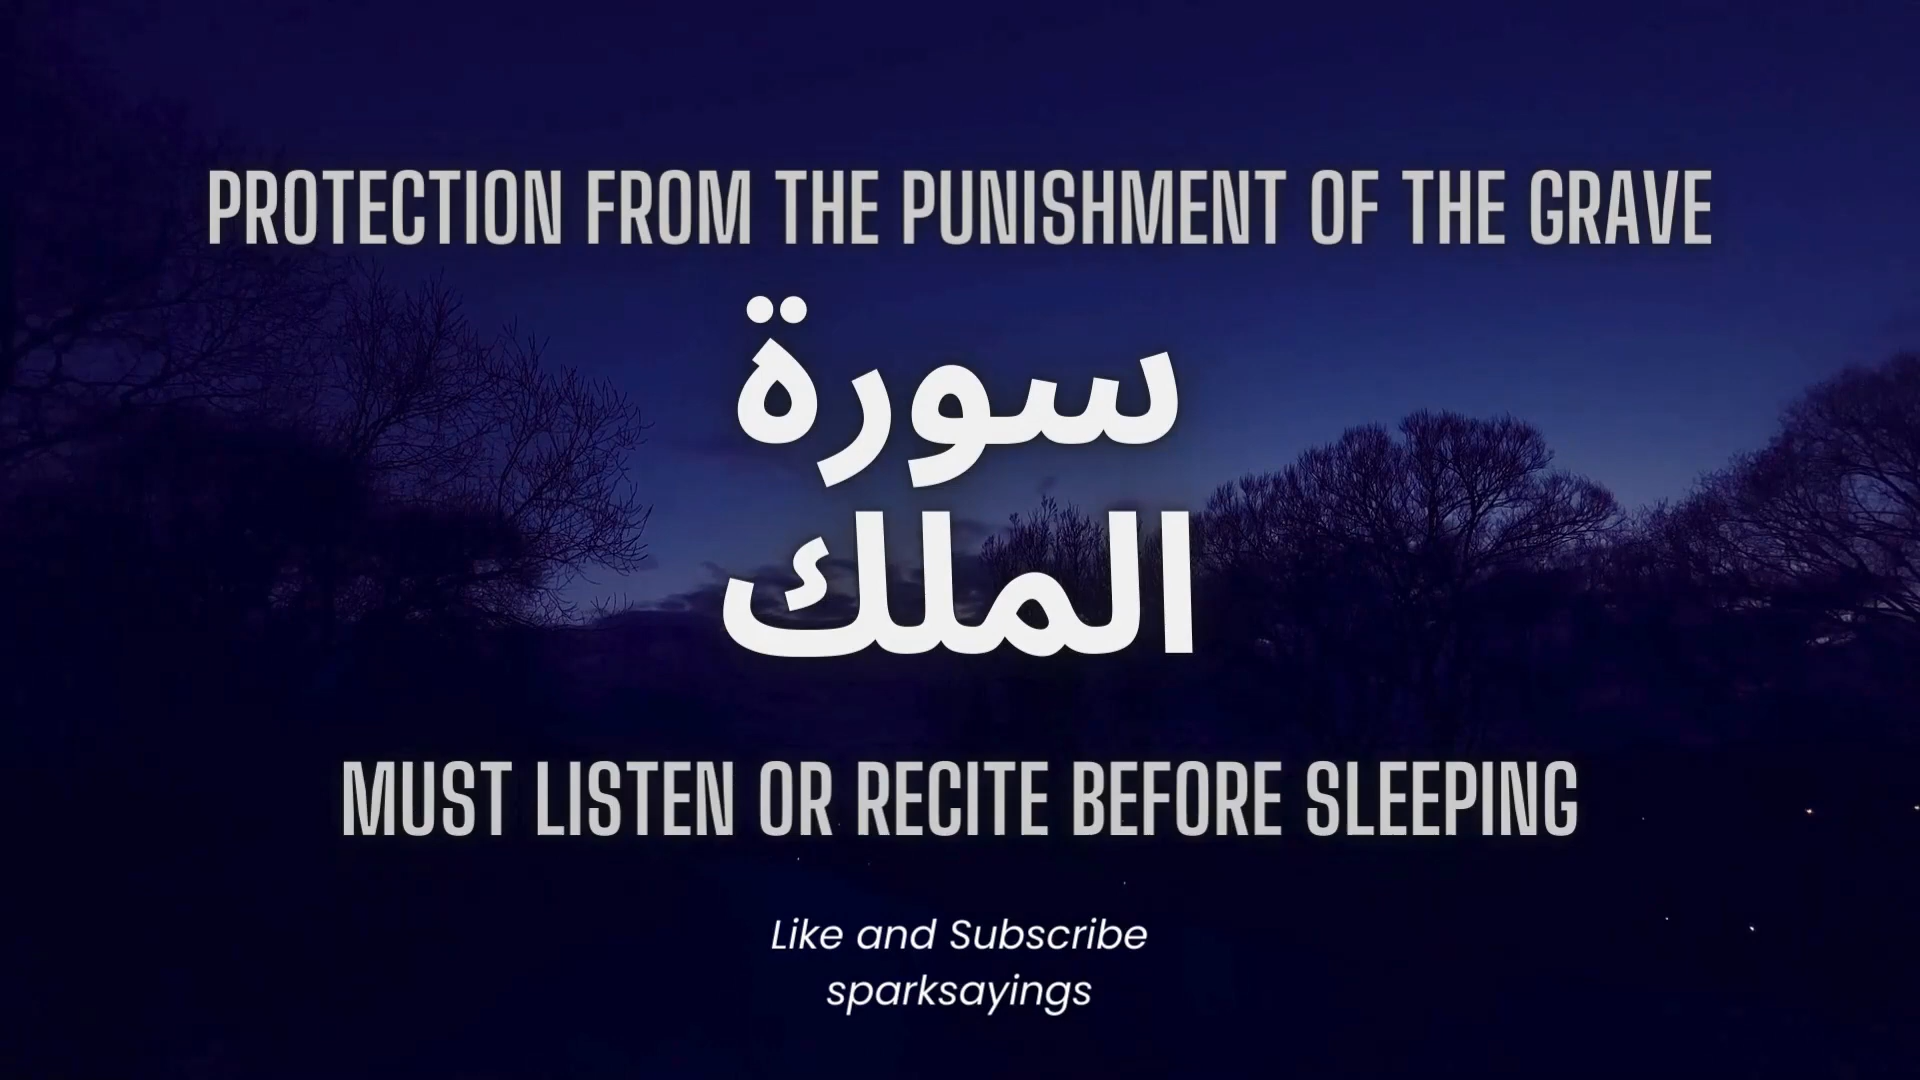 PROTECTION FROM THE PUNISHMENT OF THE GRAVE
سورة
الملك
MUST LISTEN OR RECITE BEFORE SLEEPING
Like and Subscribe
sparksayings